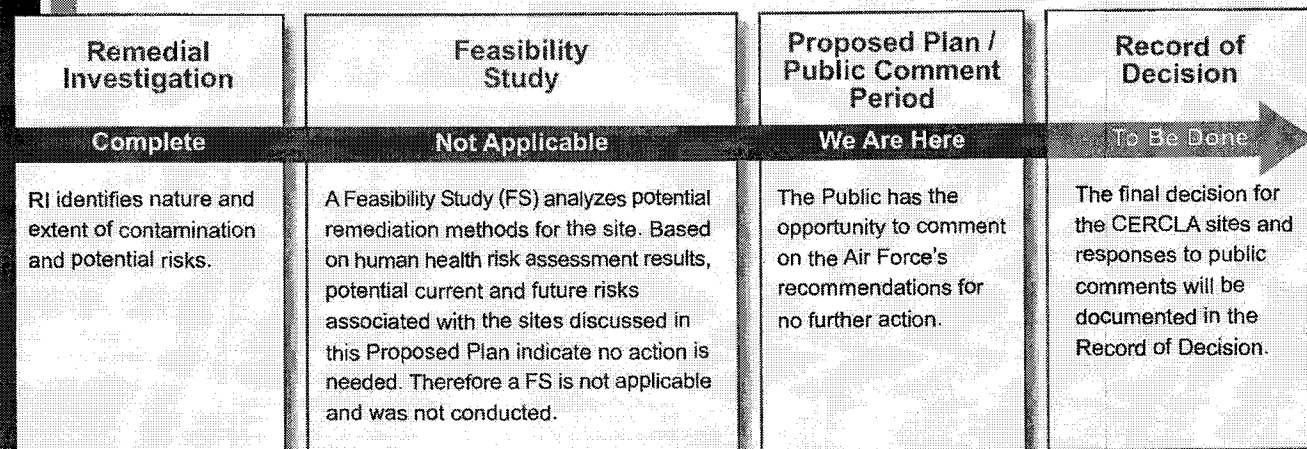 Remedial
Investigation
Complete
RI identifies nature and
extent of contamination
and potential risks.
Feasibility
Study
Not Applicable
A Feasibility Study (FS) analyzes potential
remediation methods for the site. Based
on human health risk assessment results,
potential current and future risks
associated with the sites discussed in
this Proposed Plan indicate no action is
needed. Therefore a FS is not applicable
and was not conducted.
Proposed Plan /
Public Comment
Period
We Are Here
The Public has the
opportunity to comment
on the Air Force's
recommendations for
no further action.
Record of
Decision
To Be Done
The final decision for
the CERCLA sites and
responses to public
comments will be
documented in the
Record of Decision.